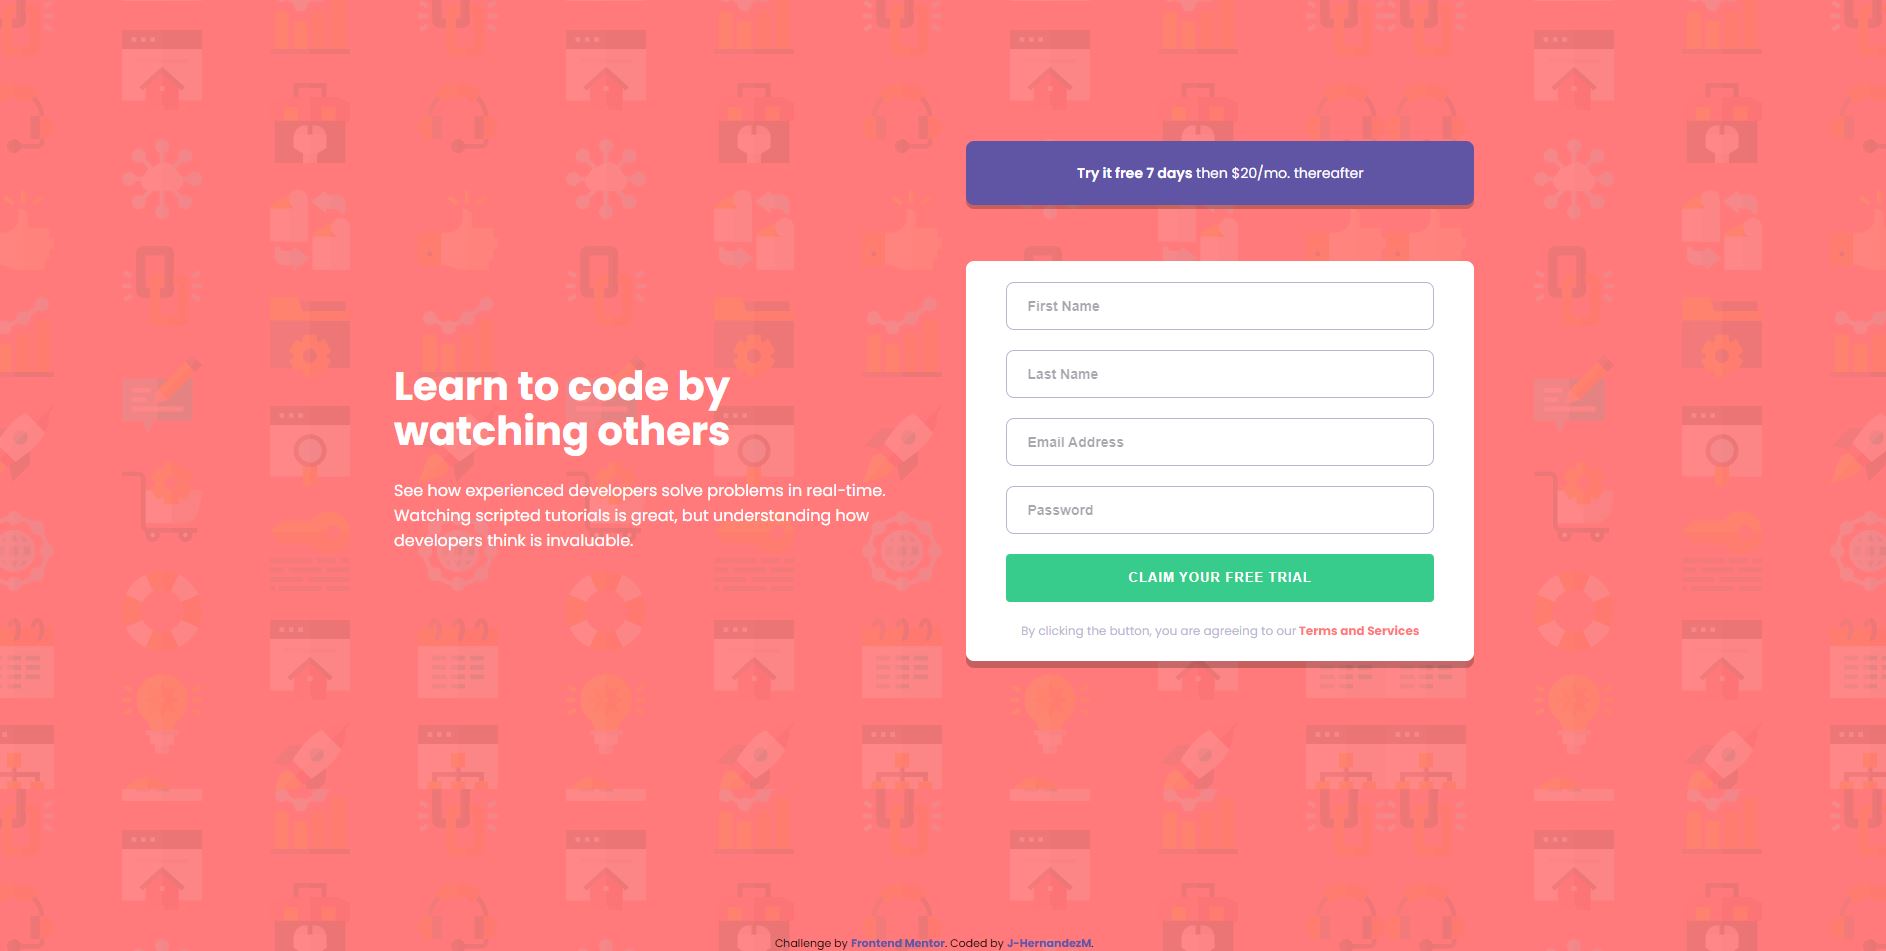 Learn to code by
watching others
See how experienced developers solve problems in real-time.
Watching scripted tutorials is great, but understanding how
developers think is invaluable.
Try it free 7 days then $20/mo. thereafter
First Name
Last Name
Email Address
Password
CLAIM YOUR FREE TRIAL
By clicking the button, you are agreeing to our Terms and Services
Challenge by Frontend Mentor. Coded by J-HernandezM.